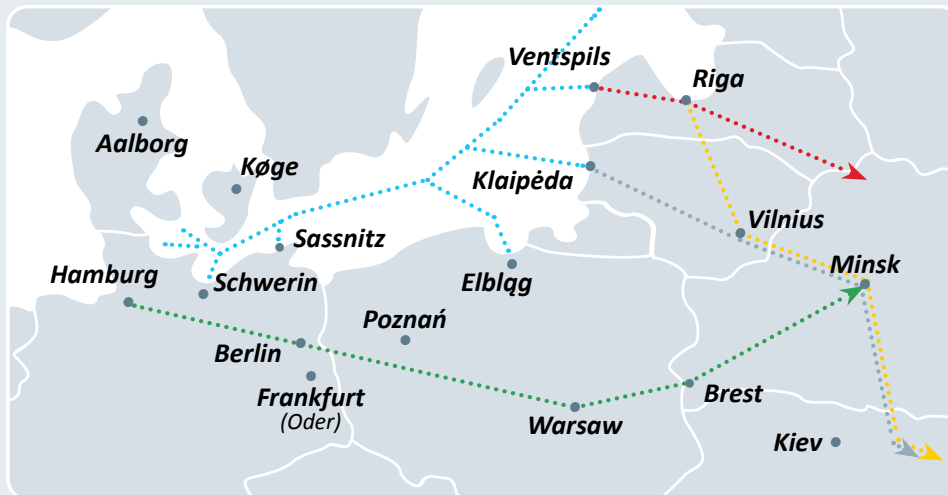 Ventspils
Riga
Aalborg
Køge
Klaipėda
Vilnius
Sassnitz
Minsk
Hamburg
Schwerin
Elbląg
Poznań
Berlin
Frankfurt
(Oder)
Brest
Warsaw
Kiev